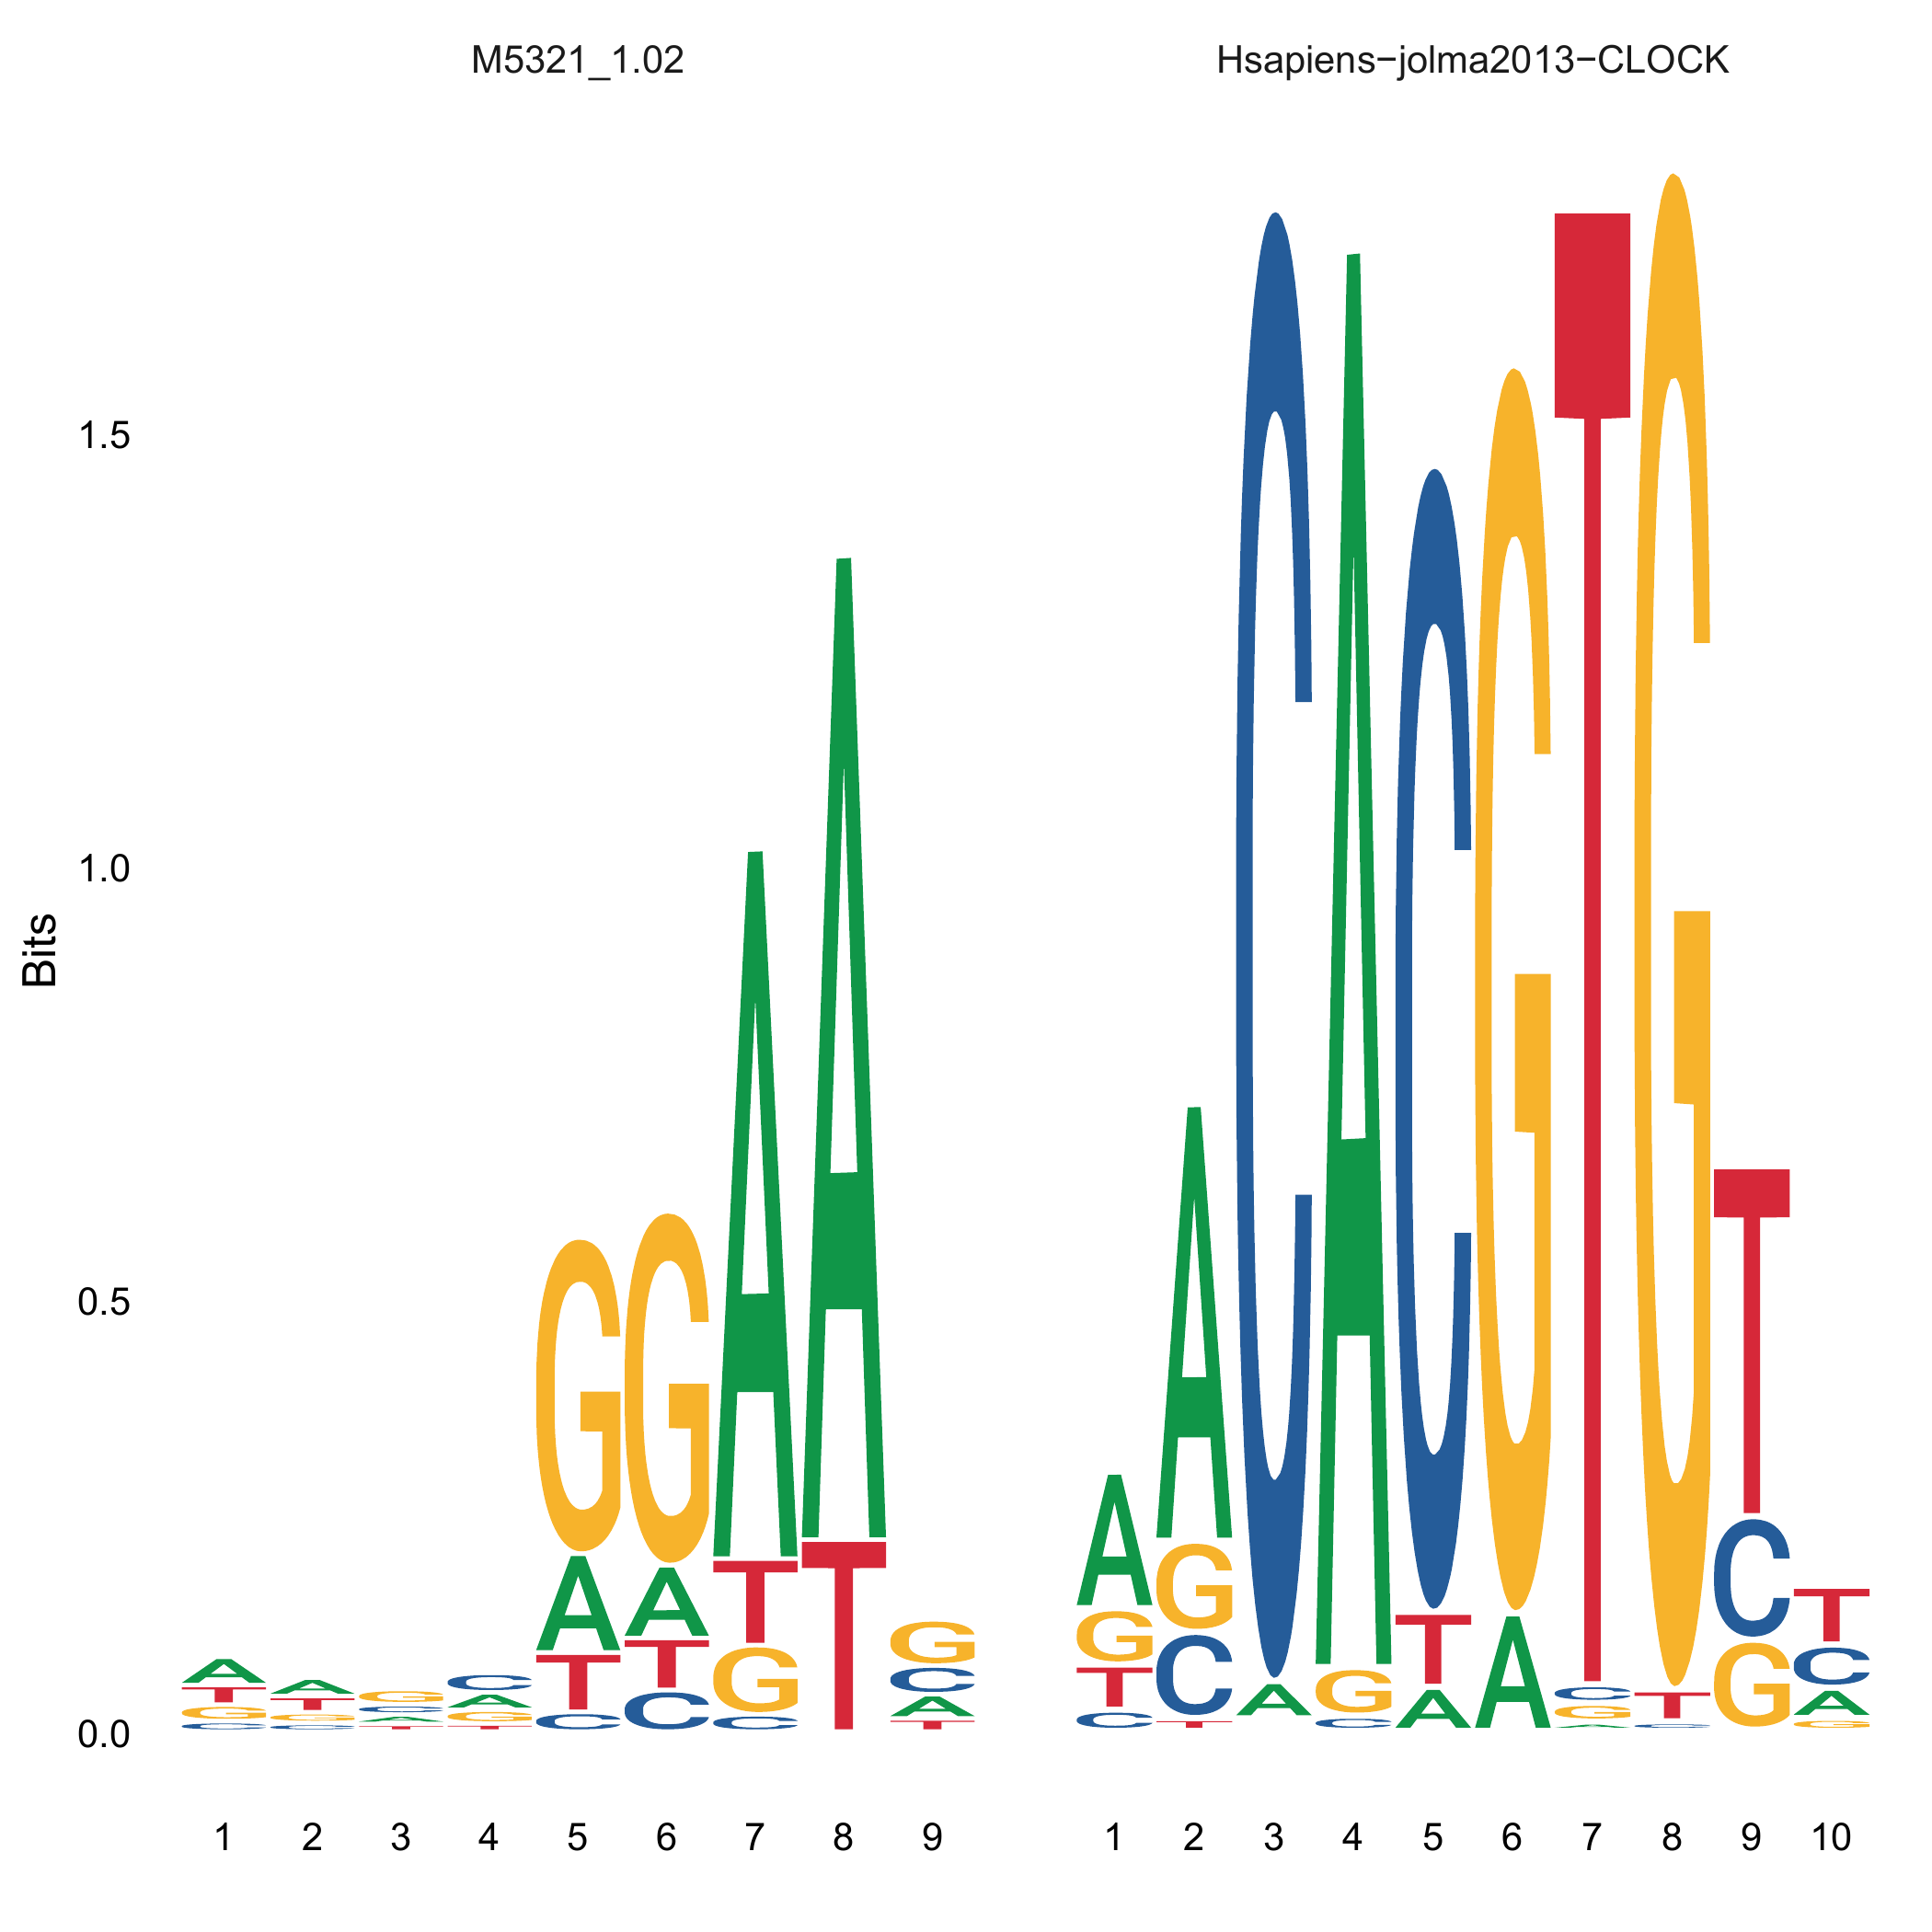 M5321_1.02 Hsapiens−jolma2013−CLOCK
1.5
1.0
0.5
0.0
Bits
A A G C G G A A G A A C A C G T G T T
T T C A A A T T C G G A G T A C T C C
G G A G T T G A T C C A G C G A
C C T T C C C T C T A G
1 2 3 4 5 6 7 8 9 1 2 3 4 5 6 7 8 9 10